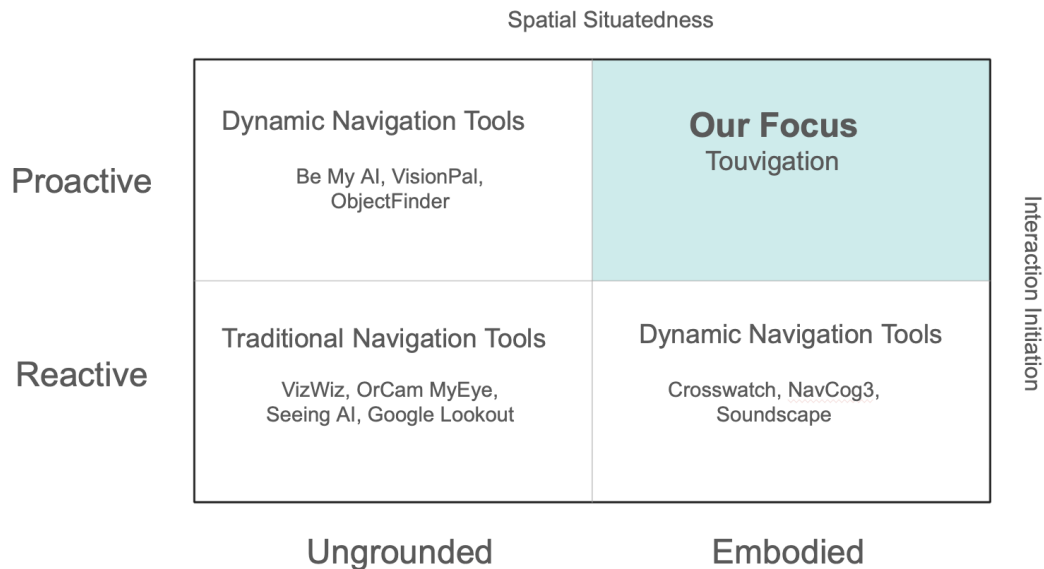 Spatial Situatedness
Proactive
Dynamic Navigation Tools
Be My AI, VisionPal,
ObjectFinder
Our Focus
Touvigation
Interaction Initiation
Reactive
Traditional Navigation Tools
VizWiz, OrCam MyEye,
Seeing AI, Google Lookout
Dynamic Navigation Tools
Crosswatch, NavCog3,
Soundscape
Ungrounded
Embodied